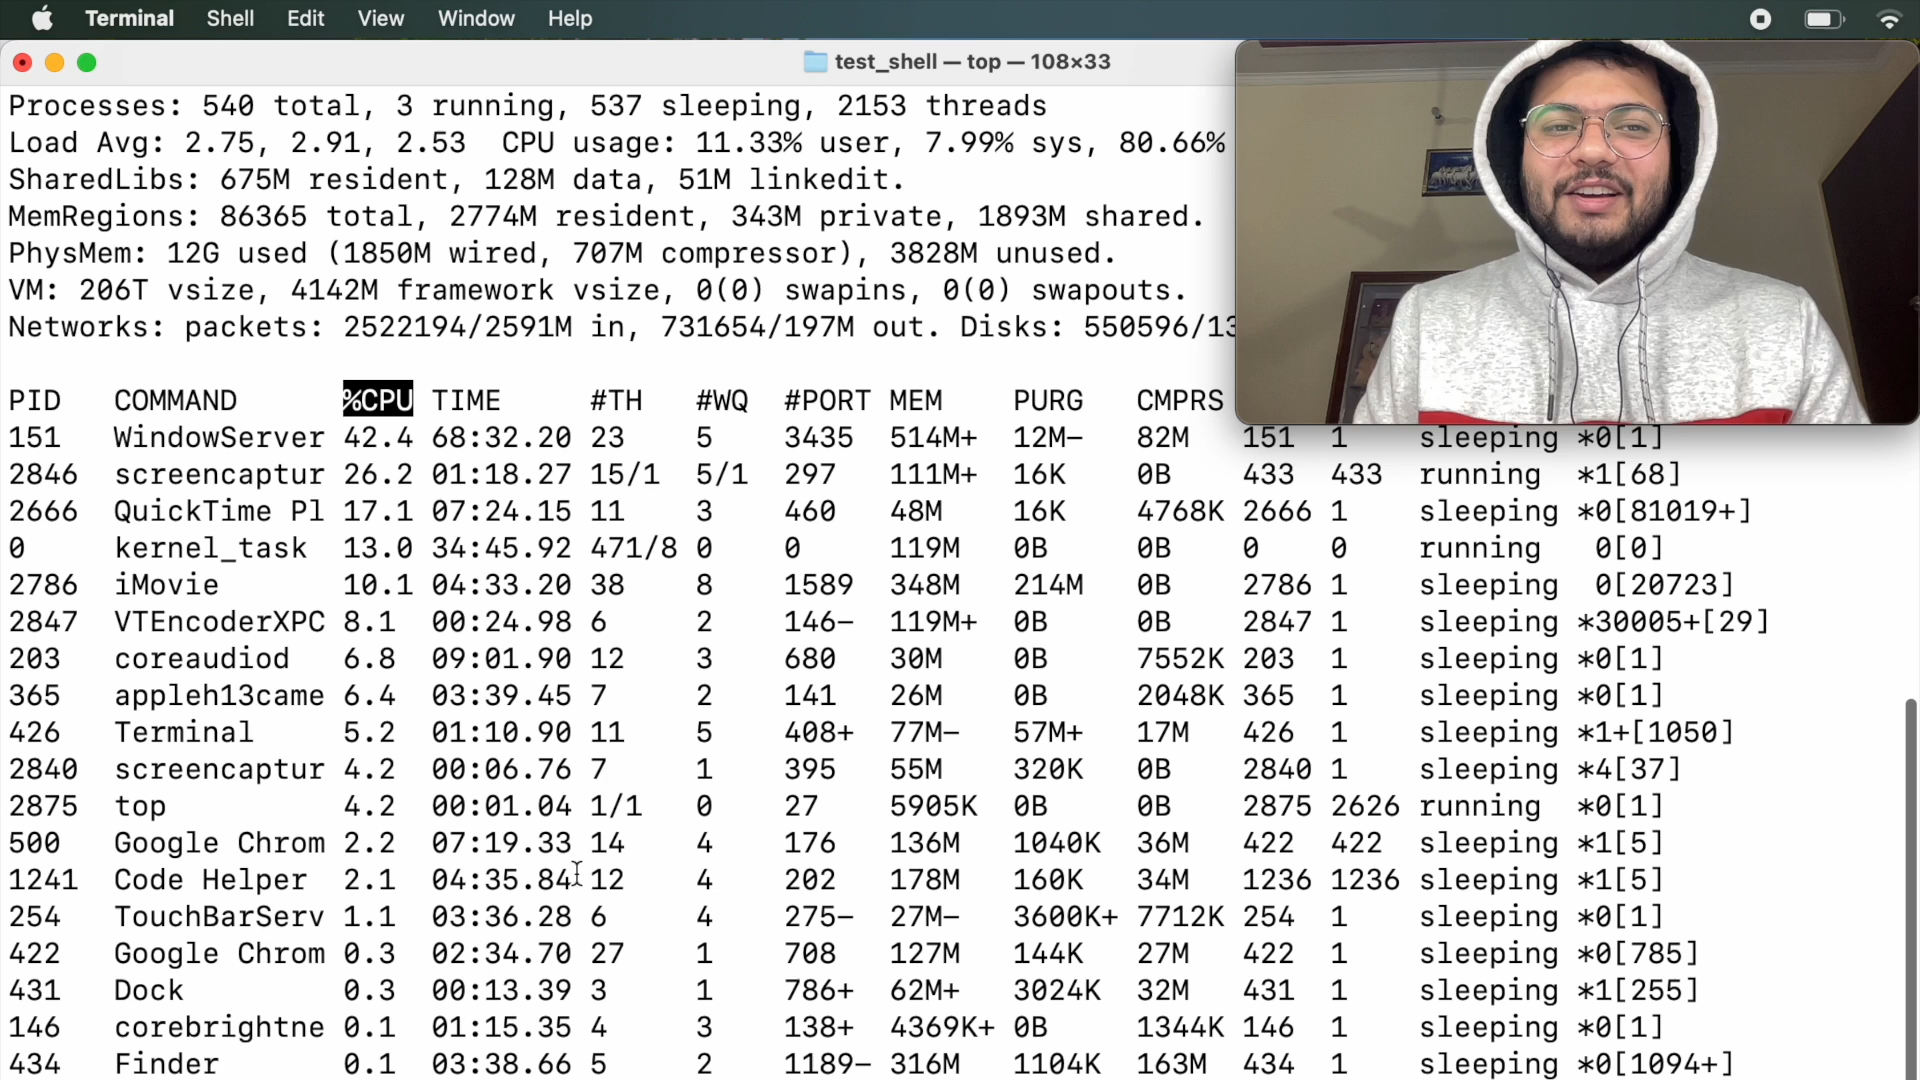 Terminal Shell Edit View Window Help
test_shell — top — 108×33
Processes: 540 total, 3 running, 537 sleeping, 2153 threads
Load Avg: 2.75, 2.91, 2.53 CPU usage: 11.33% user, 7.99% sys, 80.66%
SharedLibs: 675M resident, 128M data, 51M linkedit.
MemRegions: 86365 total, 2774M resident, 343M private, 1893M shared.
PhysMem: 12G used (1850M wired, 707M compressor), 3828M unused.
VM: 206T vsize, 4142M framework vsize, 0(0) swapins, 0(0) swapouts.
Networks: packets: 2522194/2591M in, 731654/197M out. Disks: 550596/13
PID COMMAND %CPU TIME #TH #WQ #PORT MEM PURG CMPRS
151 WindowServer 42.4 68:32.20 23 5 3435 514M+ 12M- 82M 151 1 sleeping *0[1]
2846 screencaptur 26.2 01:18.27 15/1 5/1 297 111M+ 16K 0B 433 433 running *1[68]
2666 QuickTime Pl 17.1 07:24.15 11 3 460 48M 16K 4768K 2666 1 sleeping *0[81019+]
0 kernel_task 13.0 34:45.92 471/8 0 0 119M 0B 0B 0 0 running 0[0]
2786 iMovie 10.1 04:33.20 38 8 1589 348M 214M 0B 2786 1 sleeping 0[20723]
2847 VTEncoderXPC 8.1 00:24.98 6 2 146- 119M+ 0B 0B 2847 1 sleeping *30005+[29]
203 coreaudiod 6.8 09:01.90 12 3 680 30M 0B 7552K 203 1 sleeping *0[1]
365 appleh13came 6.4 03:39.45 7 2 141 26M 0B 2048K 365 1 sleeping *0[1]
426 Terminal 5.2 01:10.90 11 5 408+ 77M- 57M+ 17M 426 1 sleeping *1+[1050]
2840 screencaptur 4.2 00:06.76 7 1 395 55M 320K 0B 2840 1 sleeping *4[37]
2875 top 4.2 00:01.04 1/1 0 27 5905K 0B 0B 2875 2626 running *0[1]
500 Google Chrom 2.2 07:19.33 14 4 176 136M 1040K 36M 422 422 sleeping *1[5]
1241 Code Helper 2.1 04:35.84 12 4 202 178M 160K 34M 1236 1236 sleeping *1[5]
254 TouchBarServ 1.1 03:36.28 6 4 275- 27M- 3600K+ 7712K 254 1 sleeping *0[1]
422 Google Chrom 0.3 02:34.70 27 1 708 127M 144K 27M 422 1 sleeping *0[785]
431 Dock 0.3 00:13.39 3 1 786+ 62M+ 3024K 32M 431 1 sleeping *1[255]
146 corebrightne 0.1 01:15.35 4 3 138+ 4369K+ 0B 1344K 146 1 sleeping *0[1]
434 Finder 0.1 03:38.66 5 2 1189- 316M 1104K 163M 434 1 sleeping *0[1094+]